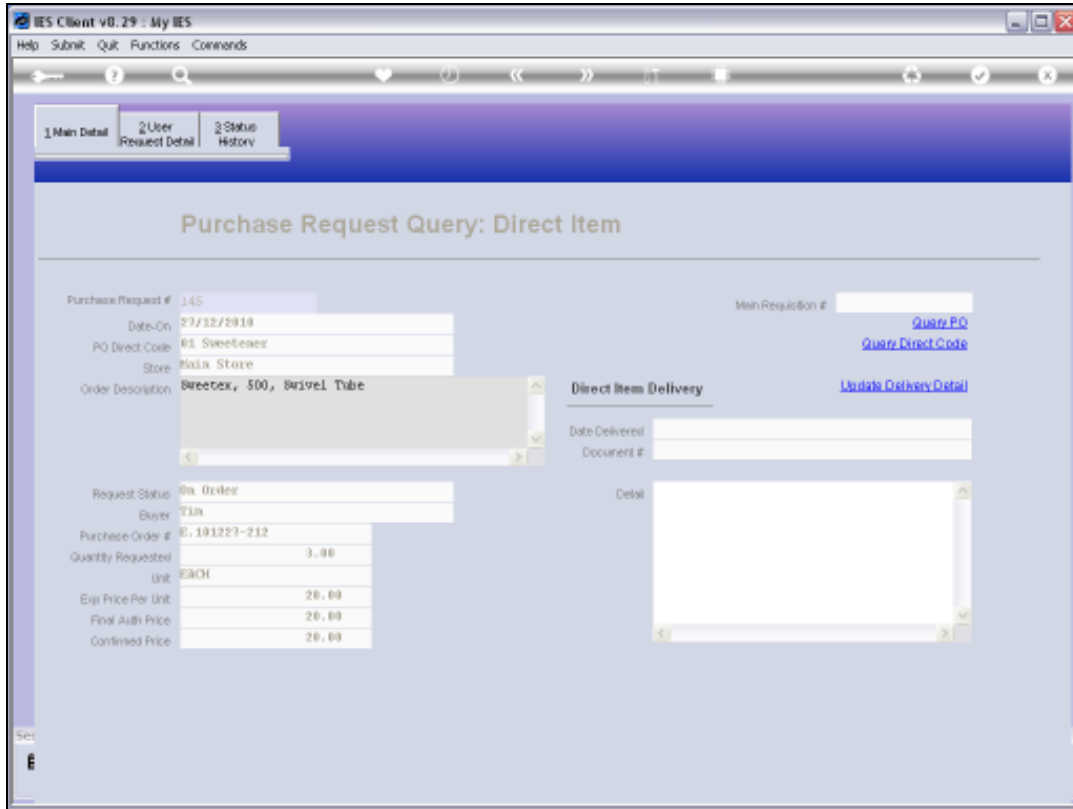 IES Client v8.29 : My IES
Help Submit Quit Functions Commands
1 Main Detail
2 User Request Detail
3 Status History
Purchase Request Query: Direct Item
Purchase Request # 145
Main Requisition #
Date-On 27/12/2010
Query PO
PO Direct Code 01 Sweetener
Query Direct Code
Store Main Store
Order Description Sweetex, 500, Swivel Tube
Direct Item Delivery
Update Delivery Detail
Date Delivered
Document #
Request Status On Order
Detail
Buyer Tim
Purchase Order # E.101227-212
Quantity Requested 3.00
Unit EACH
Exp Price Per Unit 20.00
Final Auth Price 20.00
Confirmed Price 20.00